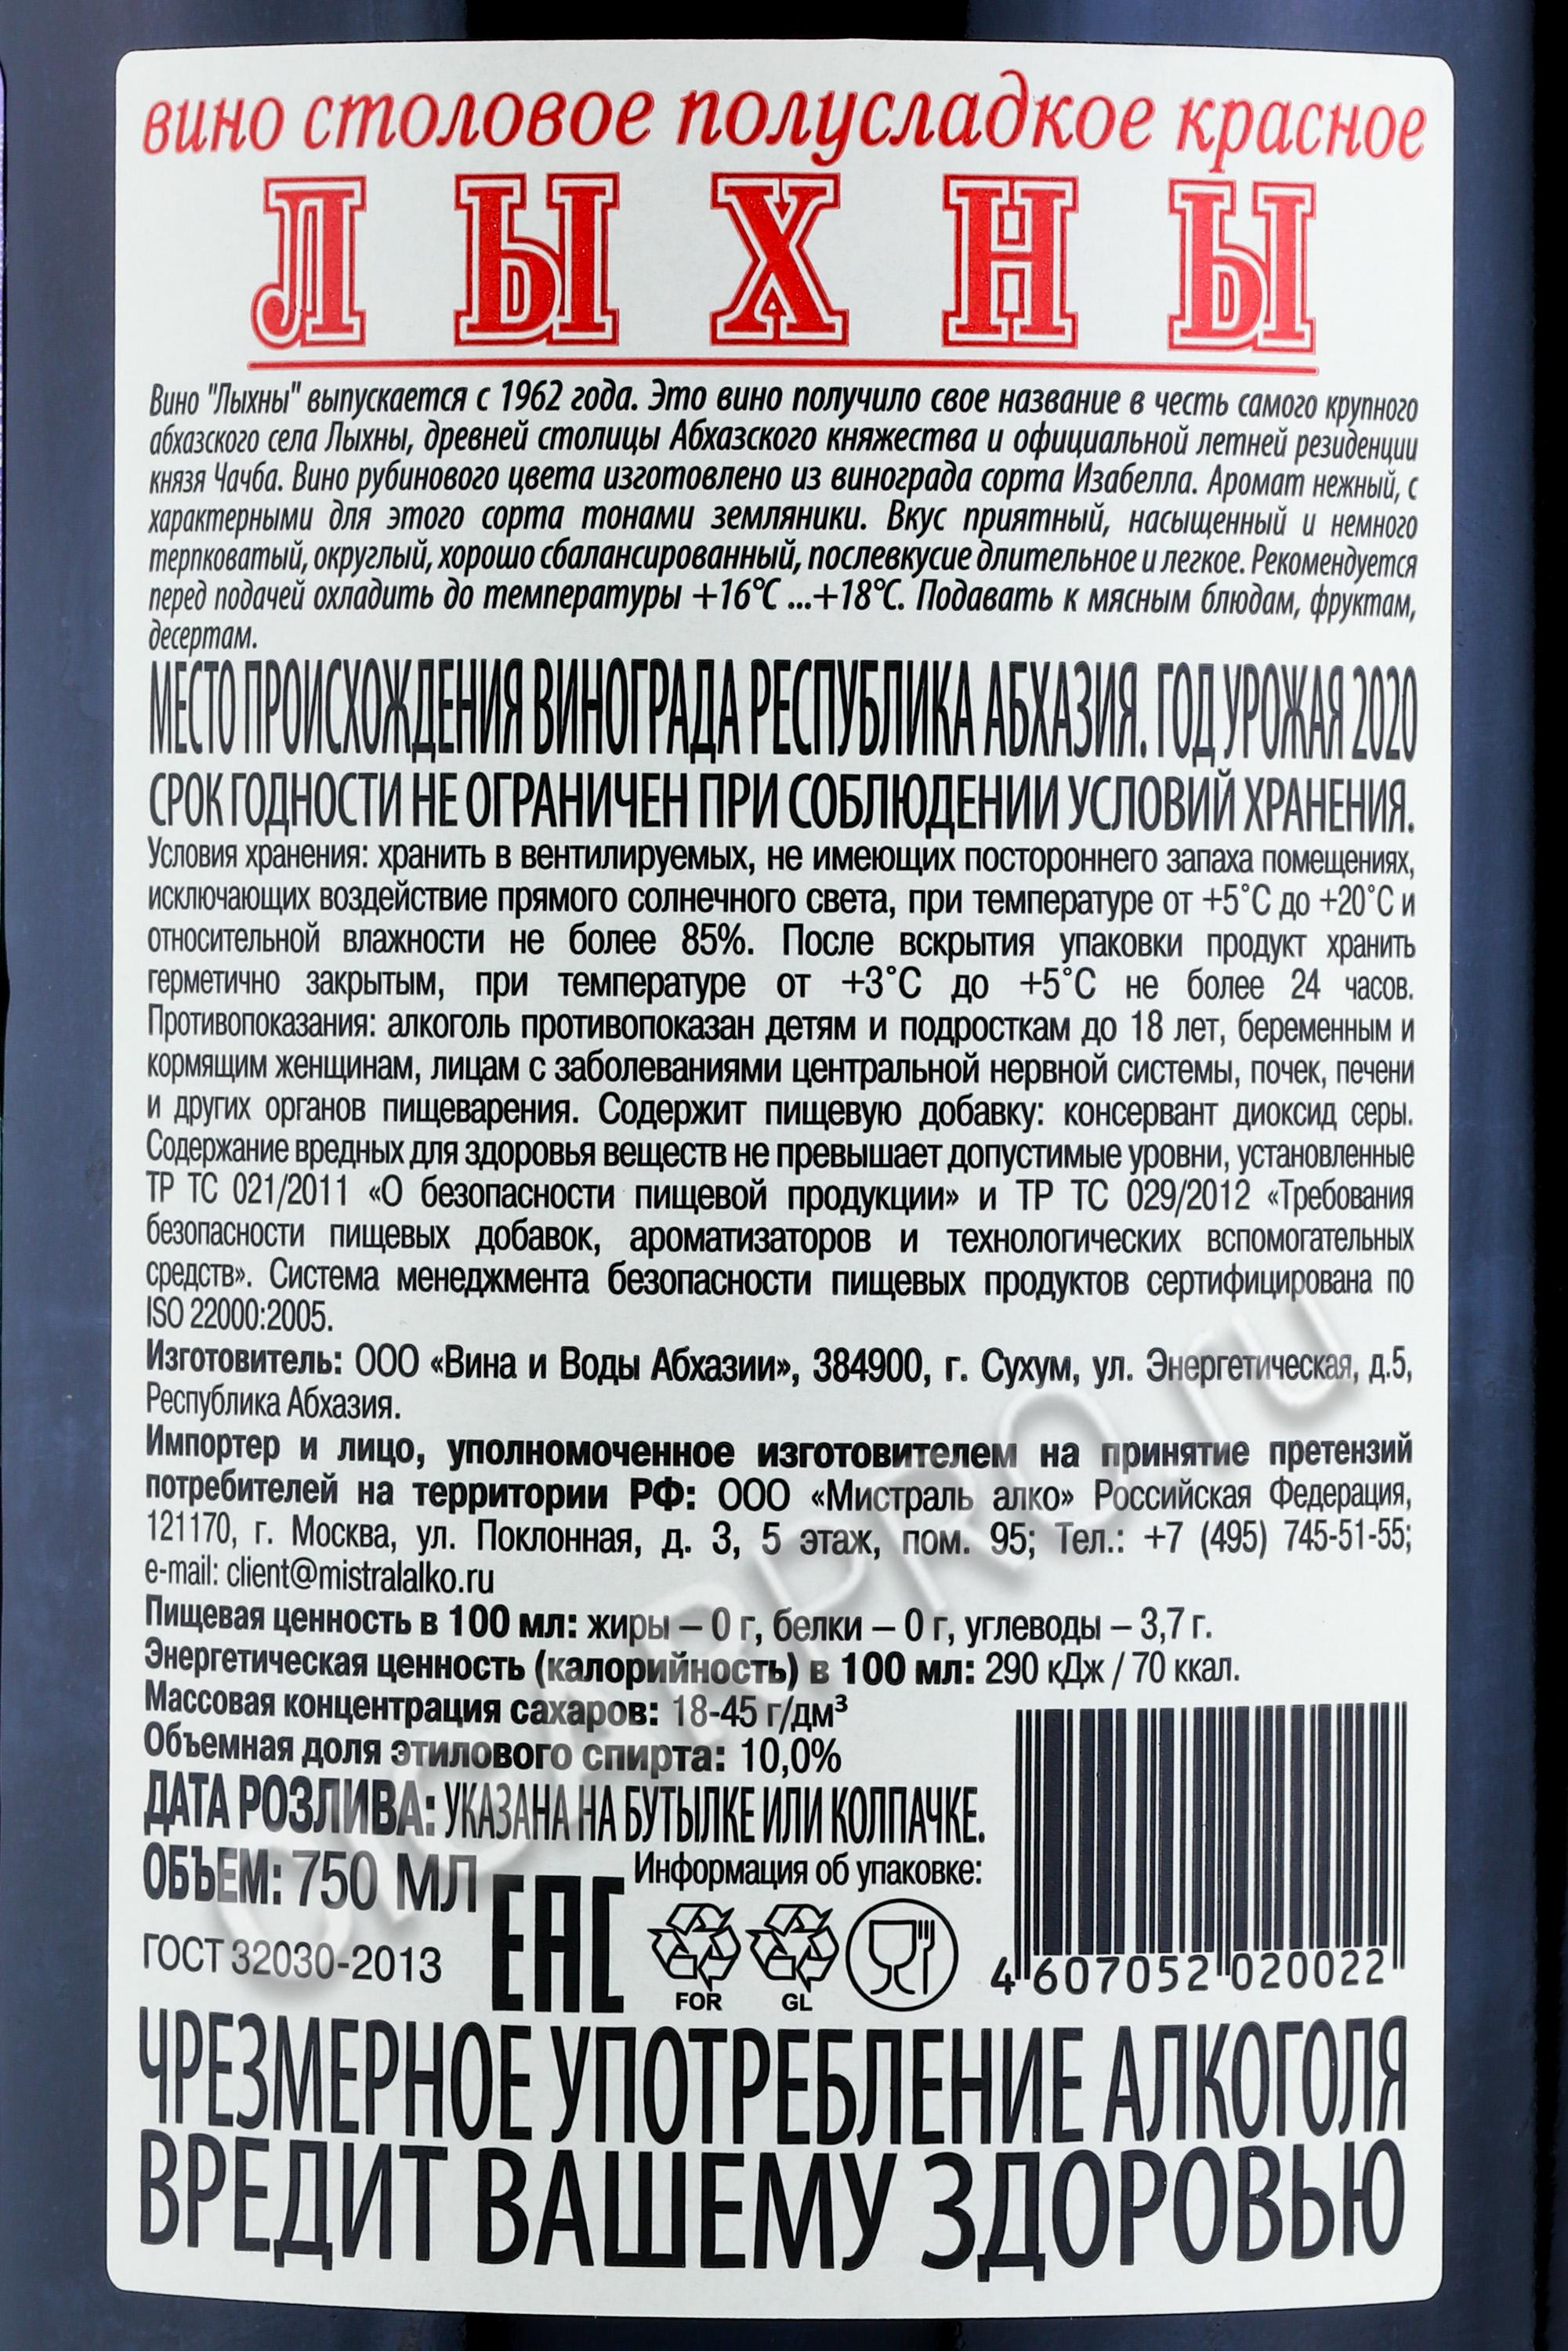 вино столовое полусладкое красное
ЛЫХНЫ
Вино "Лыхны" выпускается с 1962 года. Это вино получило свое название в честь самого крупного
абхазского села Лыхны, древней столицы Абхазского княжества и официальной летней резиденции
князя Чачба. Вино рубинового цвета изготовлено из винограда сорта Изабелла. Аромат нежный, с
характерными для этого сорта тонами земляники. Вкус приятный, насыщенный и немного
терпковатый, округлый, хорошо сбалансированный, послевкусие длительное и легкое. Рекомендуется
перед подачей охладить до температуры +16°С ...+18°С. Подавать к мясным блюдам, фруктам,
десертам.
МЕСТО ПРОИСХОЖДЕНИЯ ВИНОГРАДА РЕСПУБЛИКА АБХАЗИЯ. ГОД УРОЖАЯ 2020
СРОК ГОДНОСТИ НЕ ОГРАНИЧЕН ПРИ СОБЛЮДЕНИИ УСЛОВИЙ ХРАНЕНИЯ.
Условия хранения: хранить в вентилируемых, не имеющих постороннего запаха помещениях,
исключающих воздействие прямого солнечного света, при температуре от +5°С до +20°С и
относительной влажности не более 85%. После вскрытия упаковки продукт хранить
герметично закрытым, при температуре от +3°С до +5°С не более 24 часов.
Противопоказания: алкоголь противопоказан детям и подросткам до 18 лет, беременным и
кормящим женщинам, лицам с заболеваниями центральной нервной системы, почек, печени
и других органов пищеварения. Содержит пищевую добавку: консервант диоксид серы.
Содержание вредных для здоровья веществ не превышает допустимые уровни, установленные
ТР ТС 021/2011 «О безопасности пищевой продукции» и ТР ТС 029/2012 «Требования
безопасности пищевых добавок, ароматизаторов и технологических вспомогательных
средств». Система менеджмента безопасности пищевых продуктов сертифицирована по
ISO 22000:2005.
Изготовитель: ООО «Вина и Воды Абхазии», 384900, г. Сухум, ул. Энергетическая, д.5,
Республика Абхазия.
Импортер и лицо, уполномоченное изготовителем на принятие претензий
потребителей на территории РФ: ООО «Мистраль алко» Российская Федерация,
121170, г. Москва, ул. Поклонная, д. 3, 5 этаж, пом. 95; Тел.: +7 (495) 745-51-55;
e-mail: client@mistralalko.ru
Пищевая ценность в 100 мл: жиры – 0 г, белки – 0 г, углеводы – 3,7 г.
Энергетическая ценность (калорийность) в 100 мл: 290 кДж / 70 ккал.
Массовая концентрация сахаров: 18-45 г/дм³
Объемная доля этилового спирта: 10,0%
ДАТА РОЗЛИВА: УКАЗАНА НА БУТЫЛКЕ ИЛИ КОЛПАЧКЕ.
ОБЪЕМ: 750 МЛ
Информация об упаковке:
ГОСТ 32030-2013
EAC
FOR
GL
4 607052 020022
ЧРЕЗМЕРНОЕ УПОТРЕБЛЕНИЕ АЛКОГОЛЯ
ВРЕДИТ ВАШЕМУ ЗДОРОВЬЮ
CIGARPRO.ru